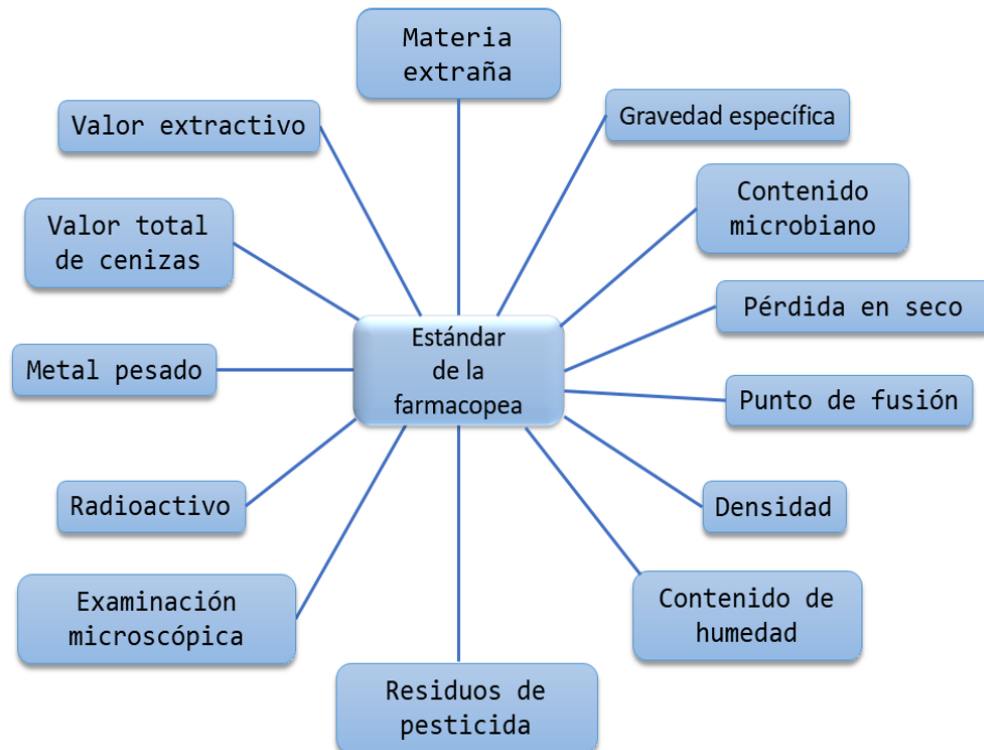 Materia
extraña
Gravedad específica
Valor extractivo
Contenido
microbiano
Valor total
de cenizas
Pérdida en seco
Estándar
de la
farmacopea
Metal pesado
Punto de fusión
Radioactivo
Densidad
Examinación
microscópica
Contenido de
humedad
Residuos de
pesticida